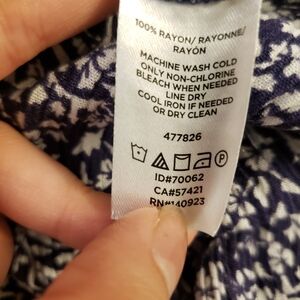 100% RAYON/ RAYONNE/
RAYÓN
MACHINE WASH COLD
ONLY NON-CHLORINE
BLEACH WHEN NEEDED
LINE DRY
COOL IRON IF NEEDED
OR DRY CLEAN
477826
P
ID#70062
CA#57421
RN#140923